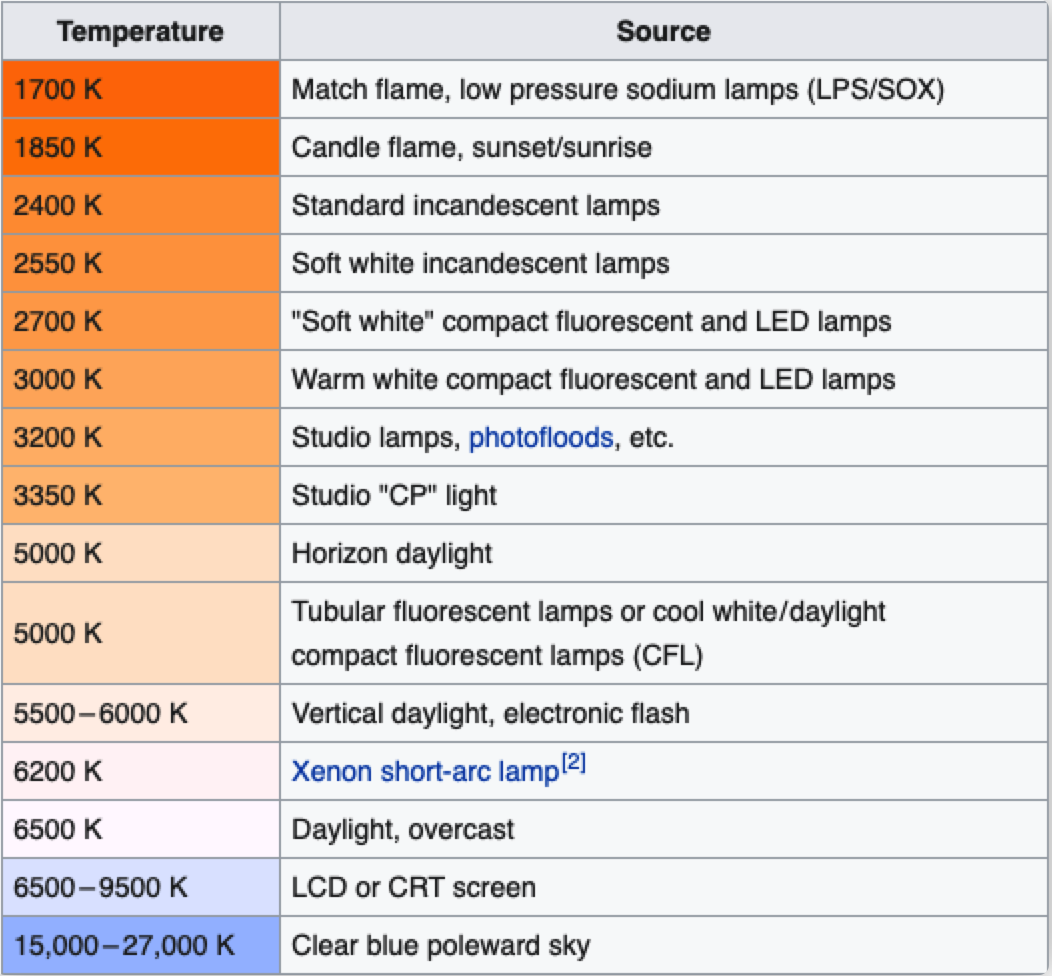 Temperature Source
1700 K Match flame, low pressure sodium lamps (LPS/SOX)
1850 K Candle flame, sunset/sunrise
2400 K Standard incandescent lamps
2550 K Soft white incandescent lamps
2700 K "Soft white" compact fluorescent and LED lamps
3000 K Warm white compact fluorescent and LED lamps
3200 K Studio lamps, photofloods, etc.
3350 K Studio "CP" light
5000 K Horizon daylight
5000 K Tubular fluorescent lamps or cool white/daylight
compact fluorescent lamps (CFL)
5500–6000 K Vertical daylight, electronic flash
6200 K Xenon short-arc lamp[2]
6500 K Daylight, overcast
6500–9500 K LCD or CRT screen
15,000–27,000 K Clear blue poleward sky